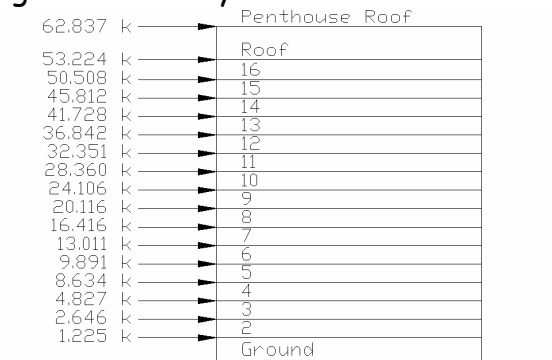 Penthouse Roof
62.837 k
Roof
53.224 k
16
50.508 k
15
45.812 k
14
41.728 k
13
36.842 k
12
32.351 k
11
28.360 k
10
24.106 k
9
20.116 k
8
16.416 k
7
13.011 k
6
9.891 k
5
8.634 k
4
4.827 k
3
2.646 k
2
1.225 k
Ground